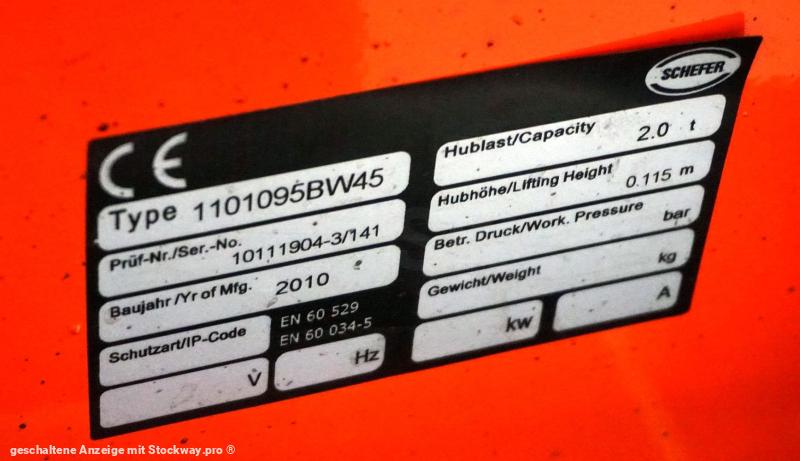 SCHEFER
CE
Type 1101095BW45
Prüf-Nr./Ser.-No. 10111904-3/141
Baujahr/Yr of Mfg. 2010
Schutzart/IP-Code
EN 60 529
EN 60 034-5
V
Hz
Hublast/Capacity 2.0 t
Hubhöhe/Lifting Height 0.115 m
Betr. Druck/Work. Pressure bar
Gewicht/Weight kg
kw
A
geschaltene Anzeige mit Stockway.pro ®